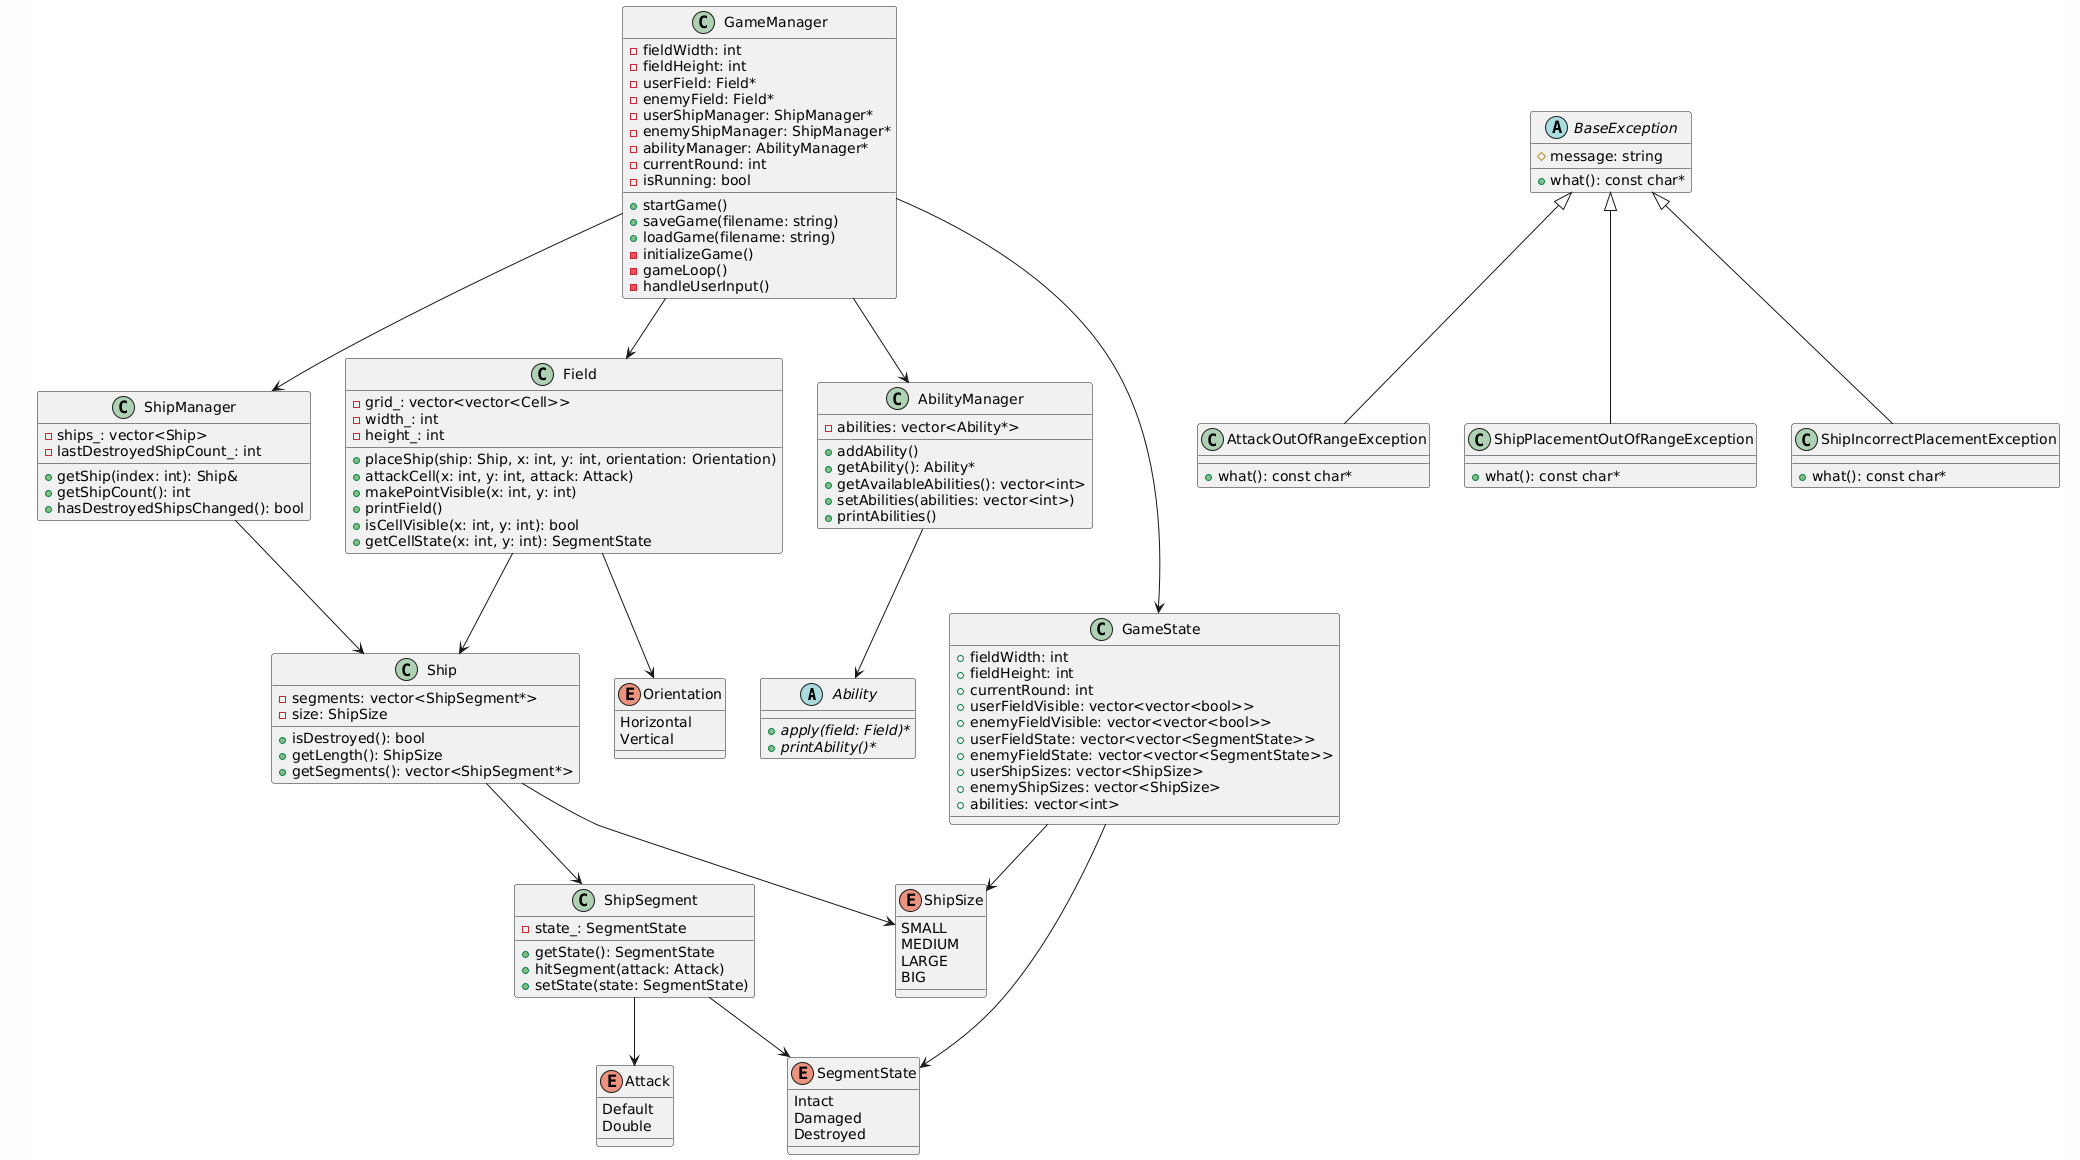 C GameManager
fieldWidth: int
fieldHeight: int
userField: Field*
enemyField: Field*
userShipManager: ShipManager*
enemyShipManager: ShipManager*
abilityManager: AbilityManager*
currentRound: int
isRunning: bool
startGame()
saveGame(filename: string)
loadGame(filename: string)
initializeGame()
gameLoop()
handleUserInput()
A BaseException
message: string
what(): const char*
C ShipManager
ships_: vector<Ship>
lastDestroyedShipCount_: int
getShip(index: int): Ship&
getShipCount(): int
hasDestroyedShipsChanged(): bool
C Field
grid_: vector<vector<Cell>>
width_: int
height_: int
placeShip(ship: Ship, x: int, y: int, orientation: Orientation)
attackCell(x: int, y: int, attack: Attack)
makePointVisible(x: int, y: int)
printField()
isCellVisible(x: int, y: int): bool
getCellState(x: int, y: int): SegmentState
C AbilityManager
abilities: vector<Ability*>
addAbility()
getAbility(): Ability*
getAvailableAbilities(): vector<int>
setAbilities(abilities: vector<int>)
printAbilities()
C AttackOutOfRangeException
what(): const char*
C ShipPlacementOutOfRangeException
what(): const char*
C ShipIncorrectPlacementException
what(): const char*
C Ship
segments: vector<ShipSegment*>
size: ShipSize
isDestroyed(): bool
getLength(): ShipSize
getSegments(): vector<ShipSegment*>
E Orientation
Horizontal
Vertical
A Ability
apply(field: Field)*
printAbility()*
C GameState
fieldWidth: int
fieldHeight: int
currentRound: int
userFieldVisible: vector<vector<bool>>
enemyFieldVisible: vector<vector<bool>>
userFieldState: vector<vector<SegmentState>>
enemyFieldState: vector<vector<SegmentState>>
userShipSizes: vector<ShipSize>
enemyShipSizes: vector<ShipSize>
abilities: vector<int>
C ShipSegment
state_: SegmentState
getState(): SegmentState
hitSegment(attack: Attack)
setState(state: SegmentState)
E ShipSize
SMALL
MEDIUM
LARGE
BIG
E Attack
Default
Double
E SegmentState
Intact
Damaged
Destroyed